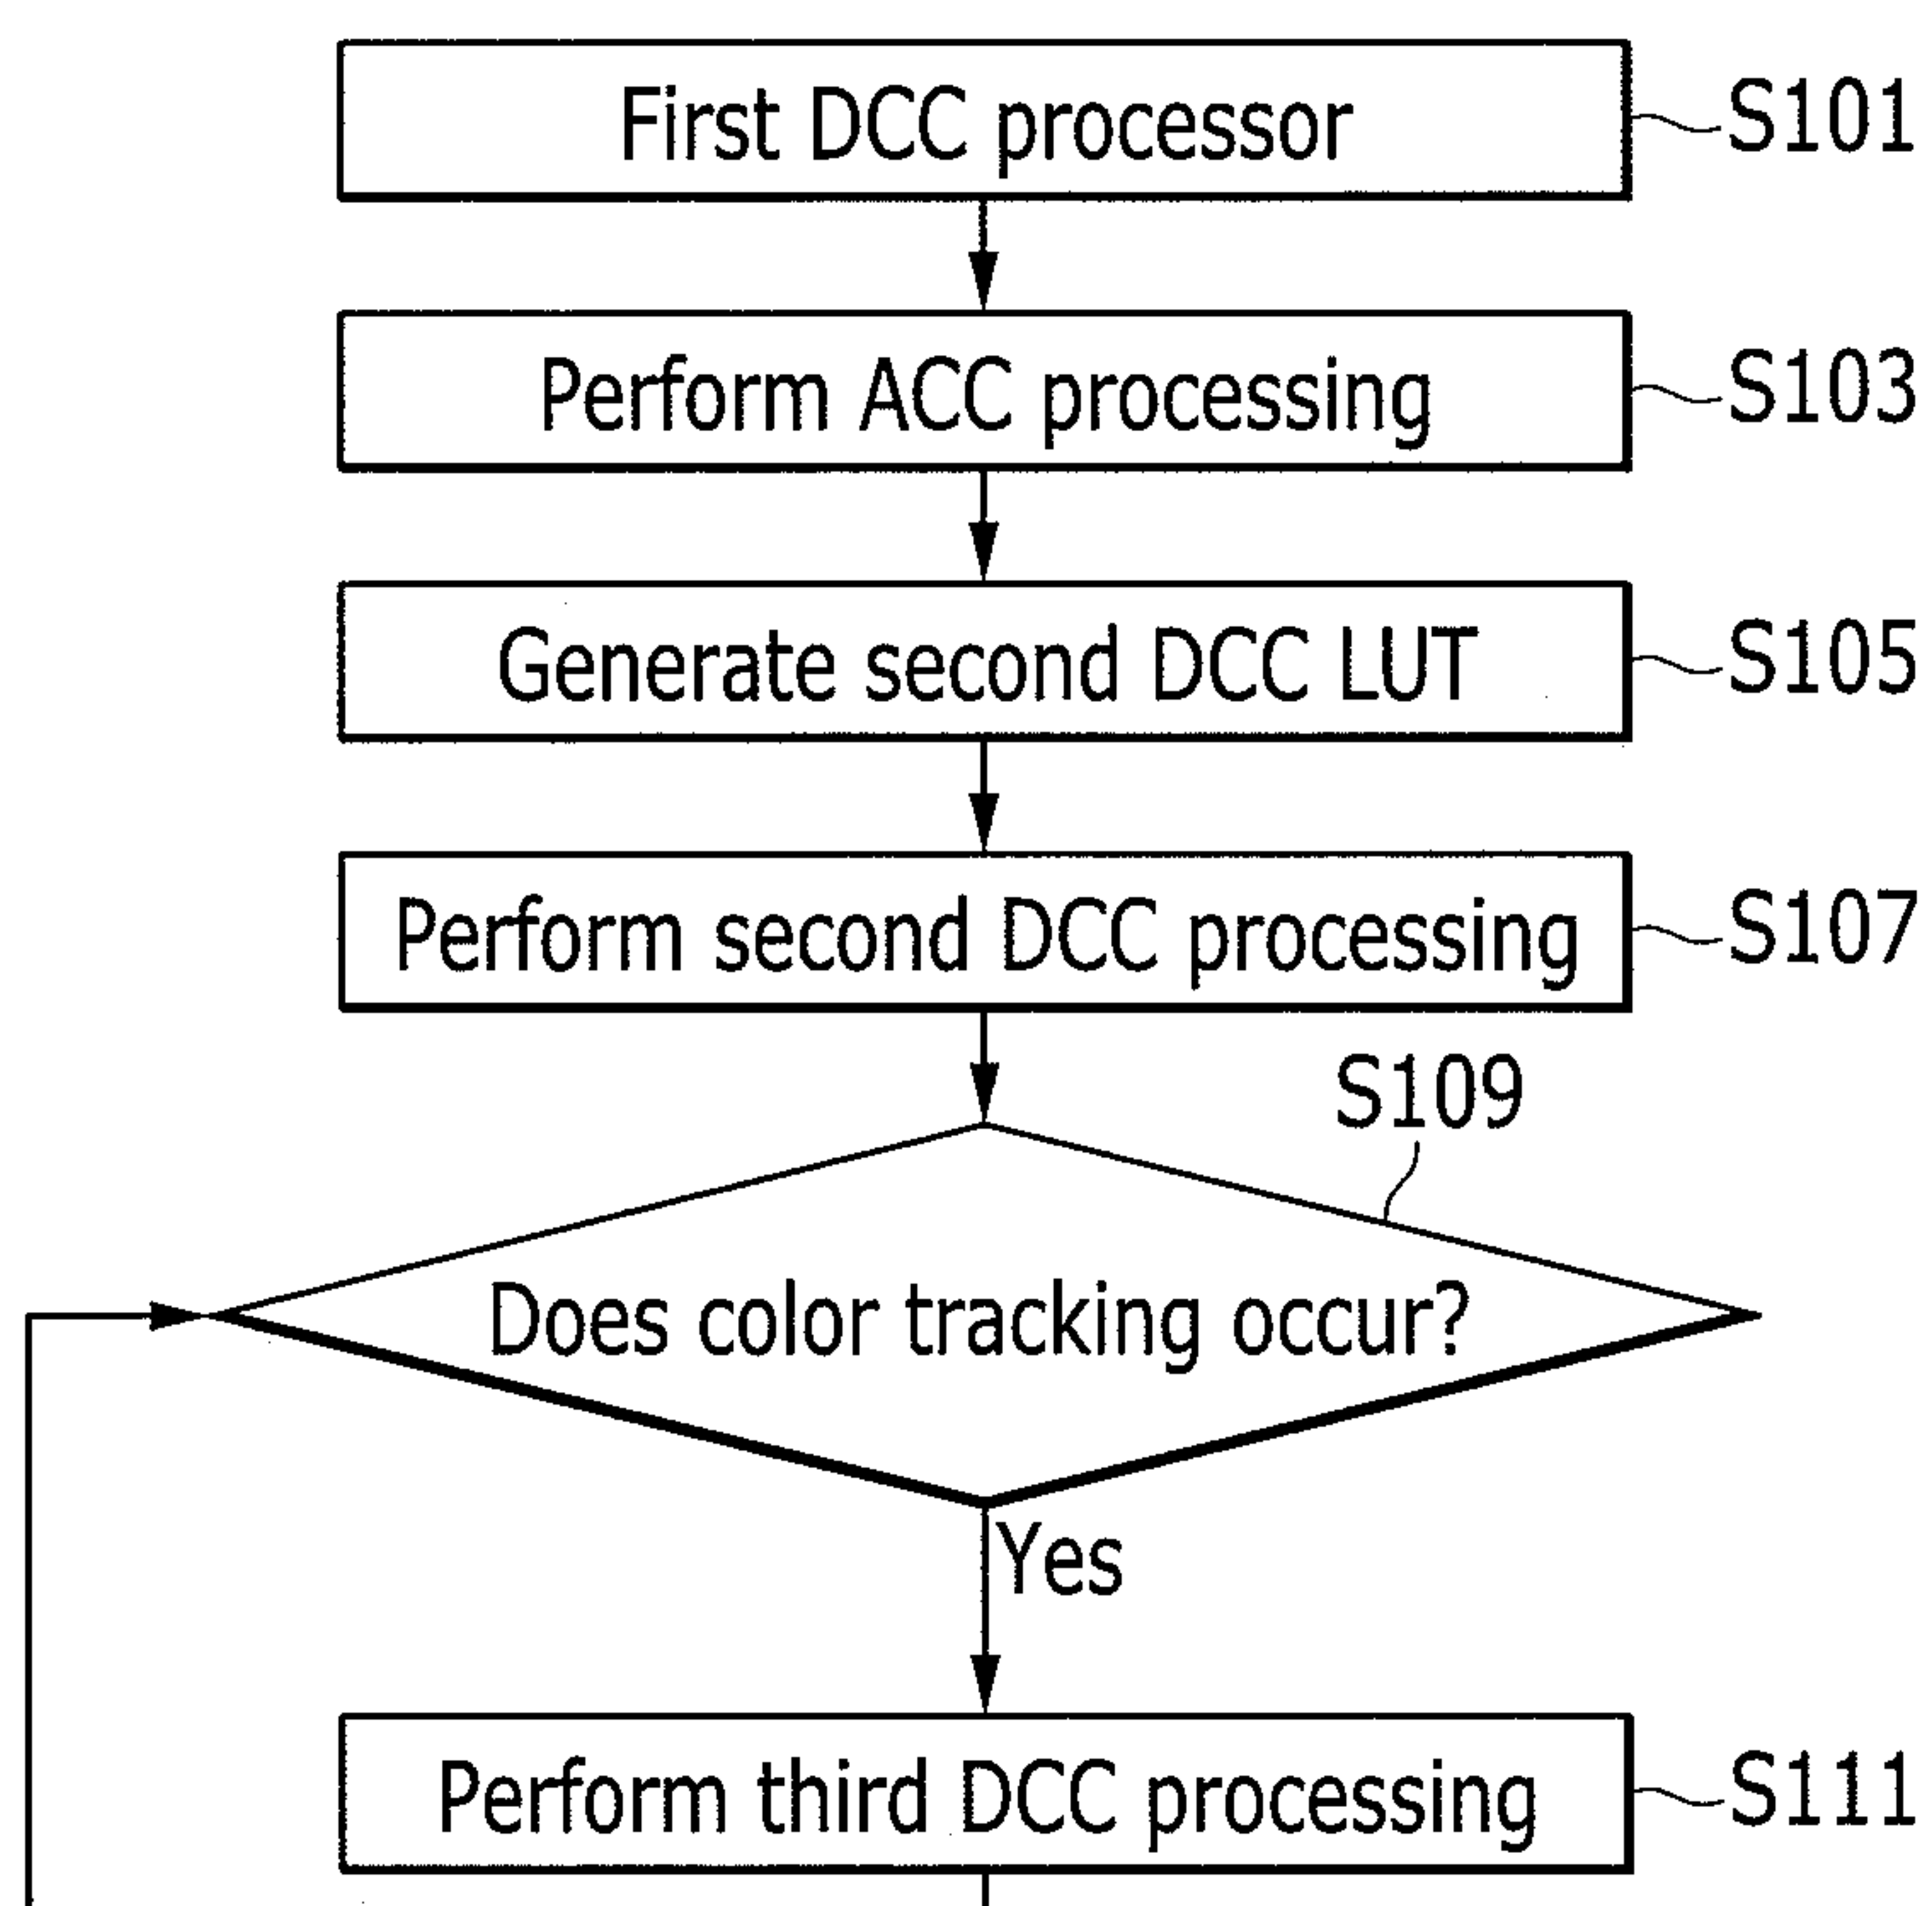 First DCC processor
S101
Perform ACC processing
S103
Generate second DCC LUT
S105
Perform second DCC processing
S107
S109
Does color tracking occur?
Yes
Perform third DCC processing
S111